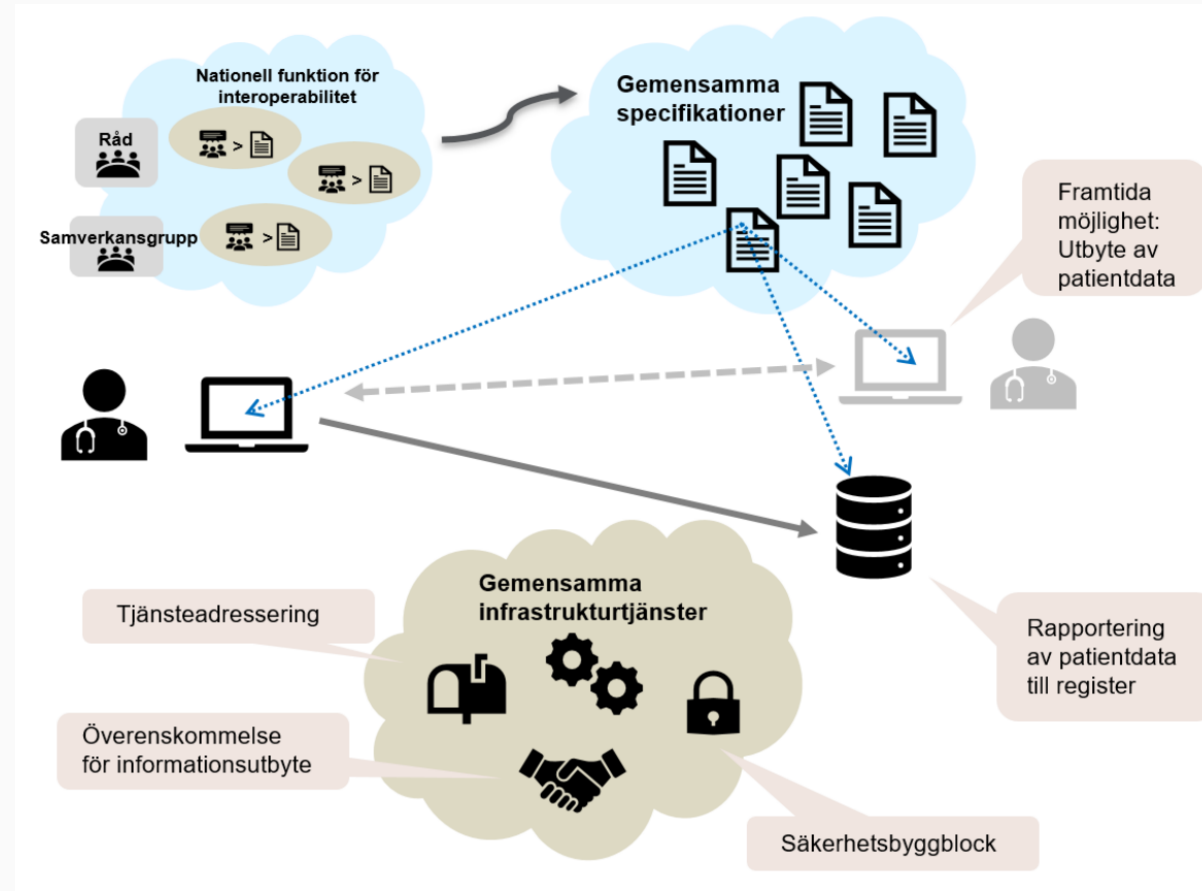 Nationell funktion för
interoperabilitet
Råd
Samverkansgrupp
>
>
>
Gemensamma
specifikationer
Framtida
möjlighet:
Utbyte av
patientdata
Gemensamma
infrastrukturtjänster
Tjänsteadressering
Överenskommelse
för informationsutbyte
Säkerhetsbyggblock
Rapportering
av patientdata
till register